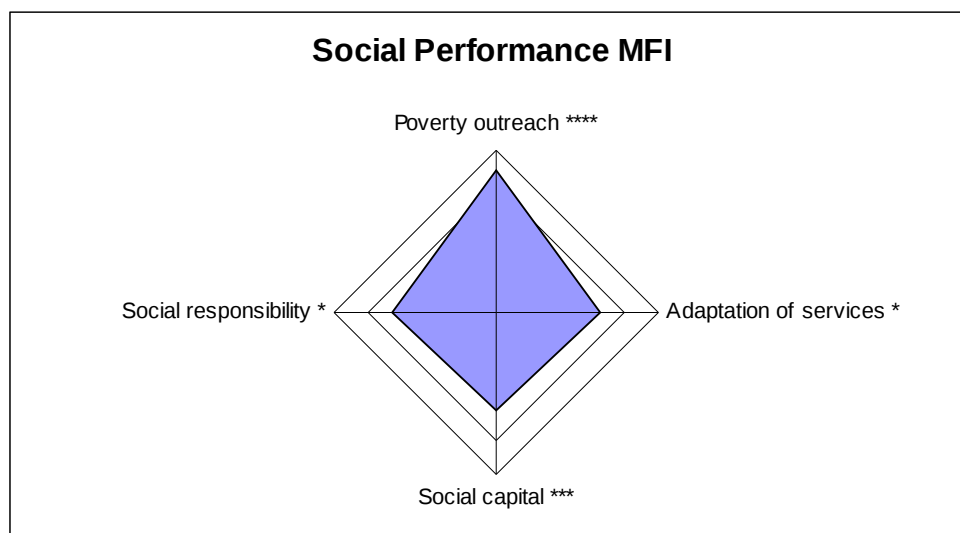 Social Performance MFI
Poverty outreach ****
Social responsibility *
Adaptation of services *
Social capital ***